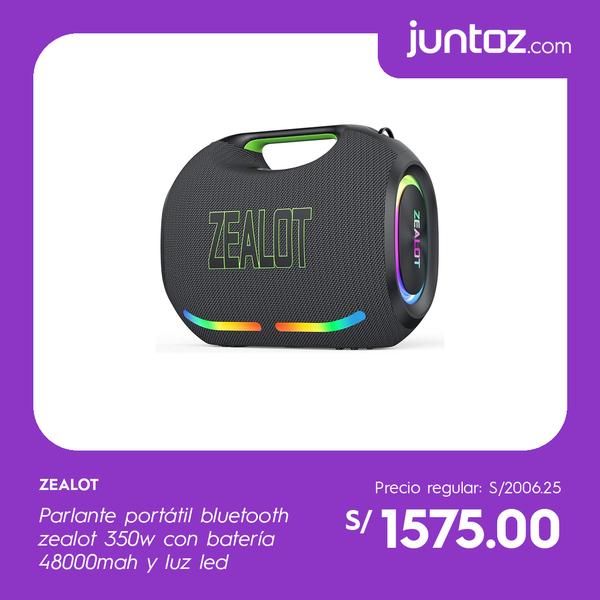 juntoz.com
ZEALOT
ZEALOT
ZEALOT
Parlante portátil bluetooth
zealot 350w con batería
48000mah y luz led
Precio regular: S/2006.25
S/ 1575.00